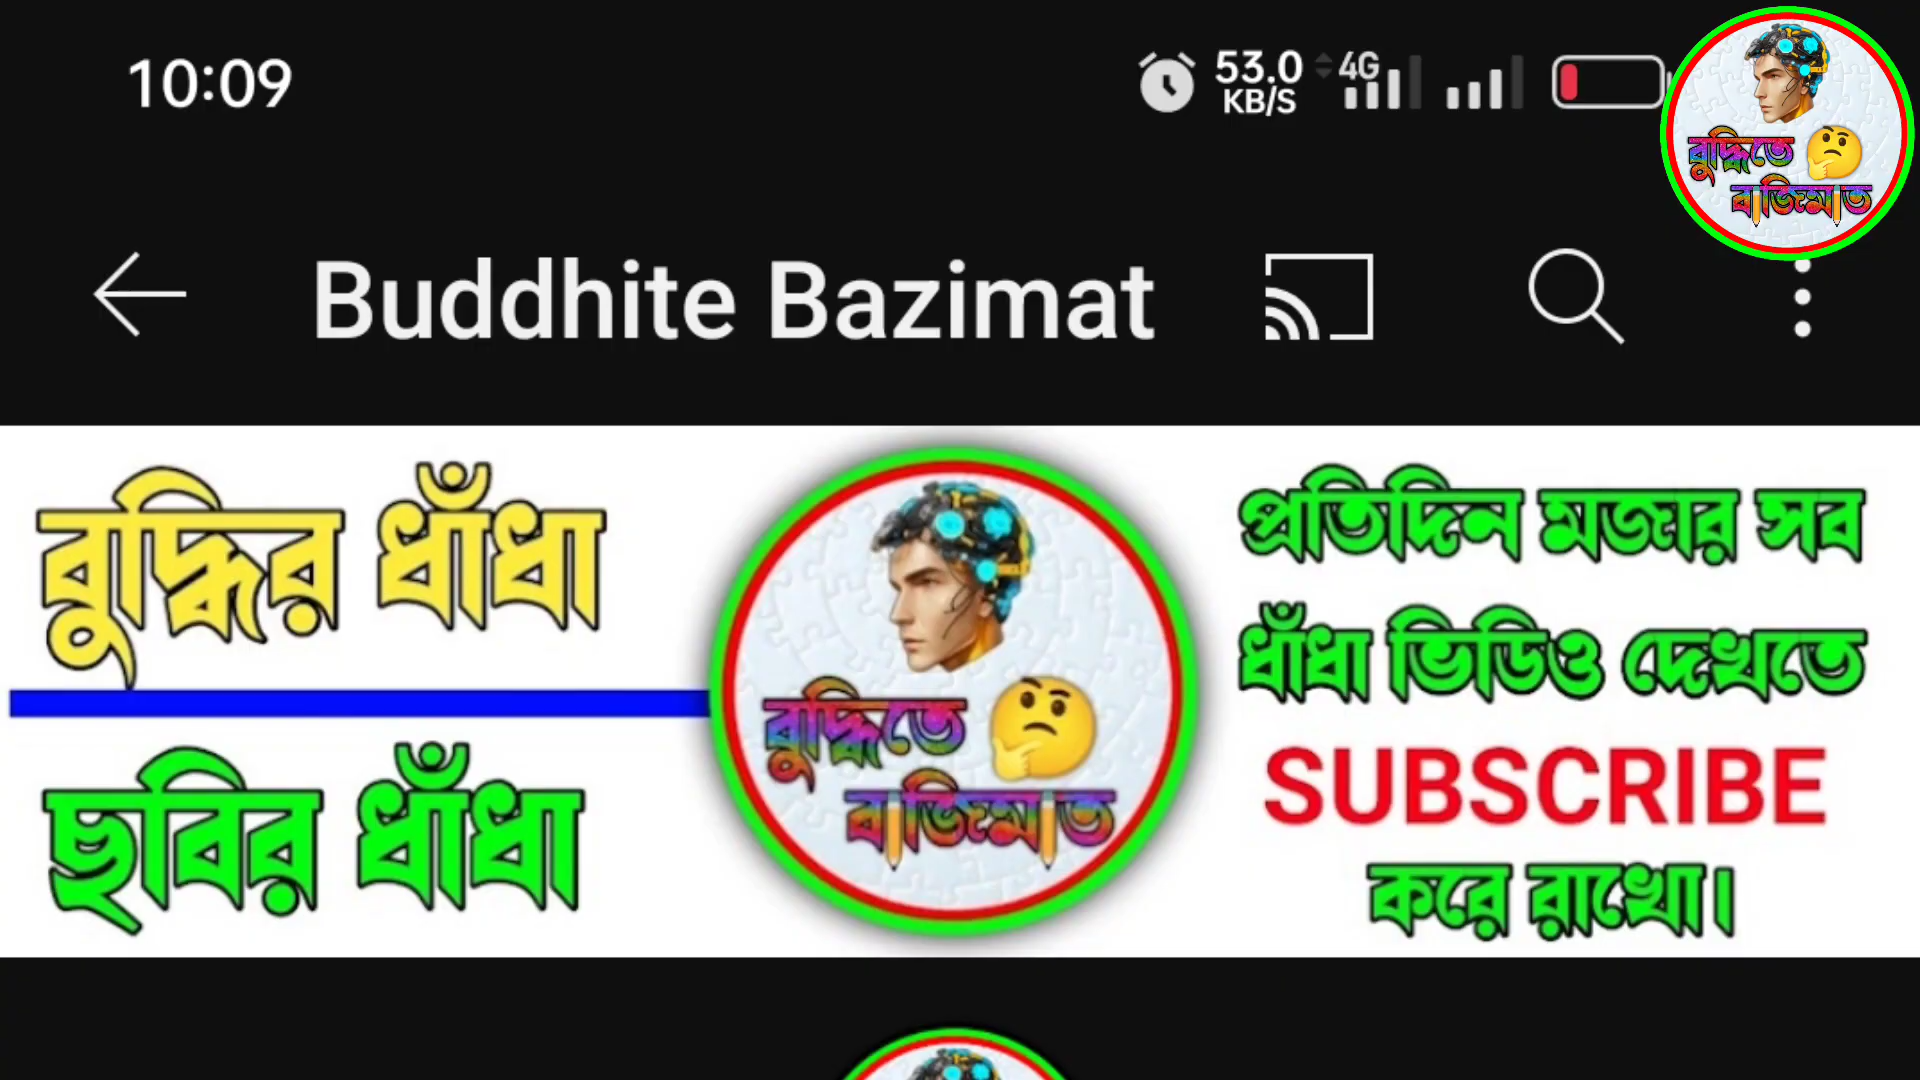 10:09
53.0
KB/S
4G
বুদ্ধিতে
বাজিমাত
Buddhite Bazimat
বুদ্ধির ধাঁধা
ছবির ধাঁধা
বুদ্ধিতে
বাজিমাত
প্রতিদিন মজার সব
ধাঁধা ভিডিও দেখতে
SUBSCRIBE
করে রাখো।